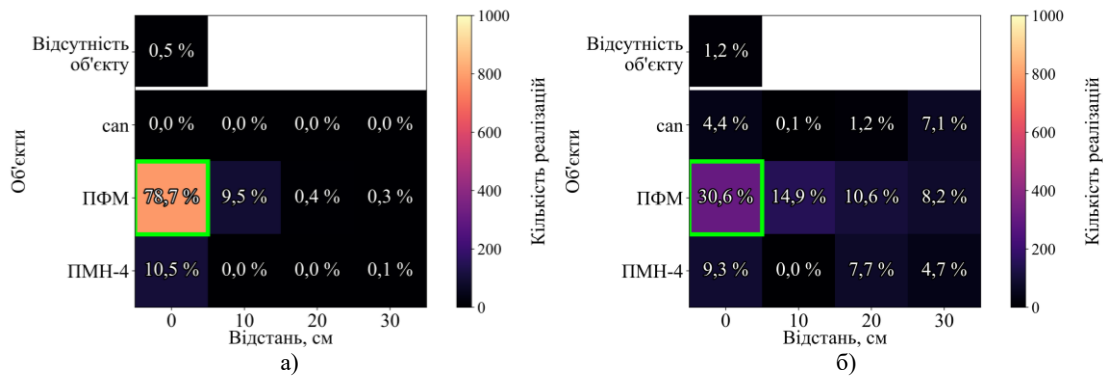 Об'єкти
Відсутність
об'єкту
can
ПФМ
ПМН-4
0,5 %
0,0 % 0,0 % 0,0 % 0,0 %
78,7 % 9,5 % 0,4 % 0,3 %
10,5 % 0,0 % 0,0 % 0,1 %
0 10 20 30
Відстань, см
1000
800
600
400
200
0
Кількість реалізацій
а)
Об'єкти
Відсутність
об'єкту
can
ПФМ
ПМН-4
1,2 %
4,4 % 0,1 % 1,2 % 7,1 %
30,6 % 14,9 % 10,6 % 8,2 %
9,3 % 0,0 % 7,7 % 4,7 %
0 10 20 30
Відстань, см
1000
800
600
400
200
0
Кількість реалізацій
б)